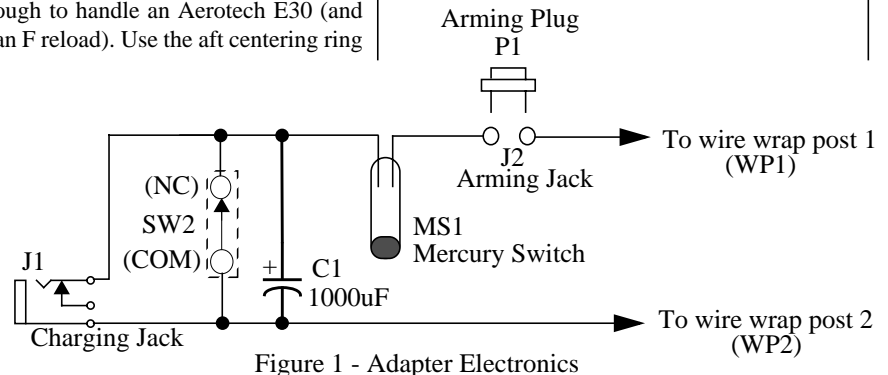 ough to handle an Aerotech E30 (and
an F reload). Use the aft centering ring
Arming Plug
P1
J2
Arming Jack
To wire wrap post 1
(WP1)
(NC)
SW2
(COM)
MS1
Mercury Switch
J1
+
C1
1000uF
Charging Jack
To wire wrap post 2
(WP2)
Figure 1 - Adapter Electronics